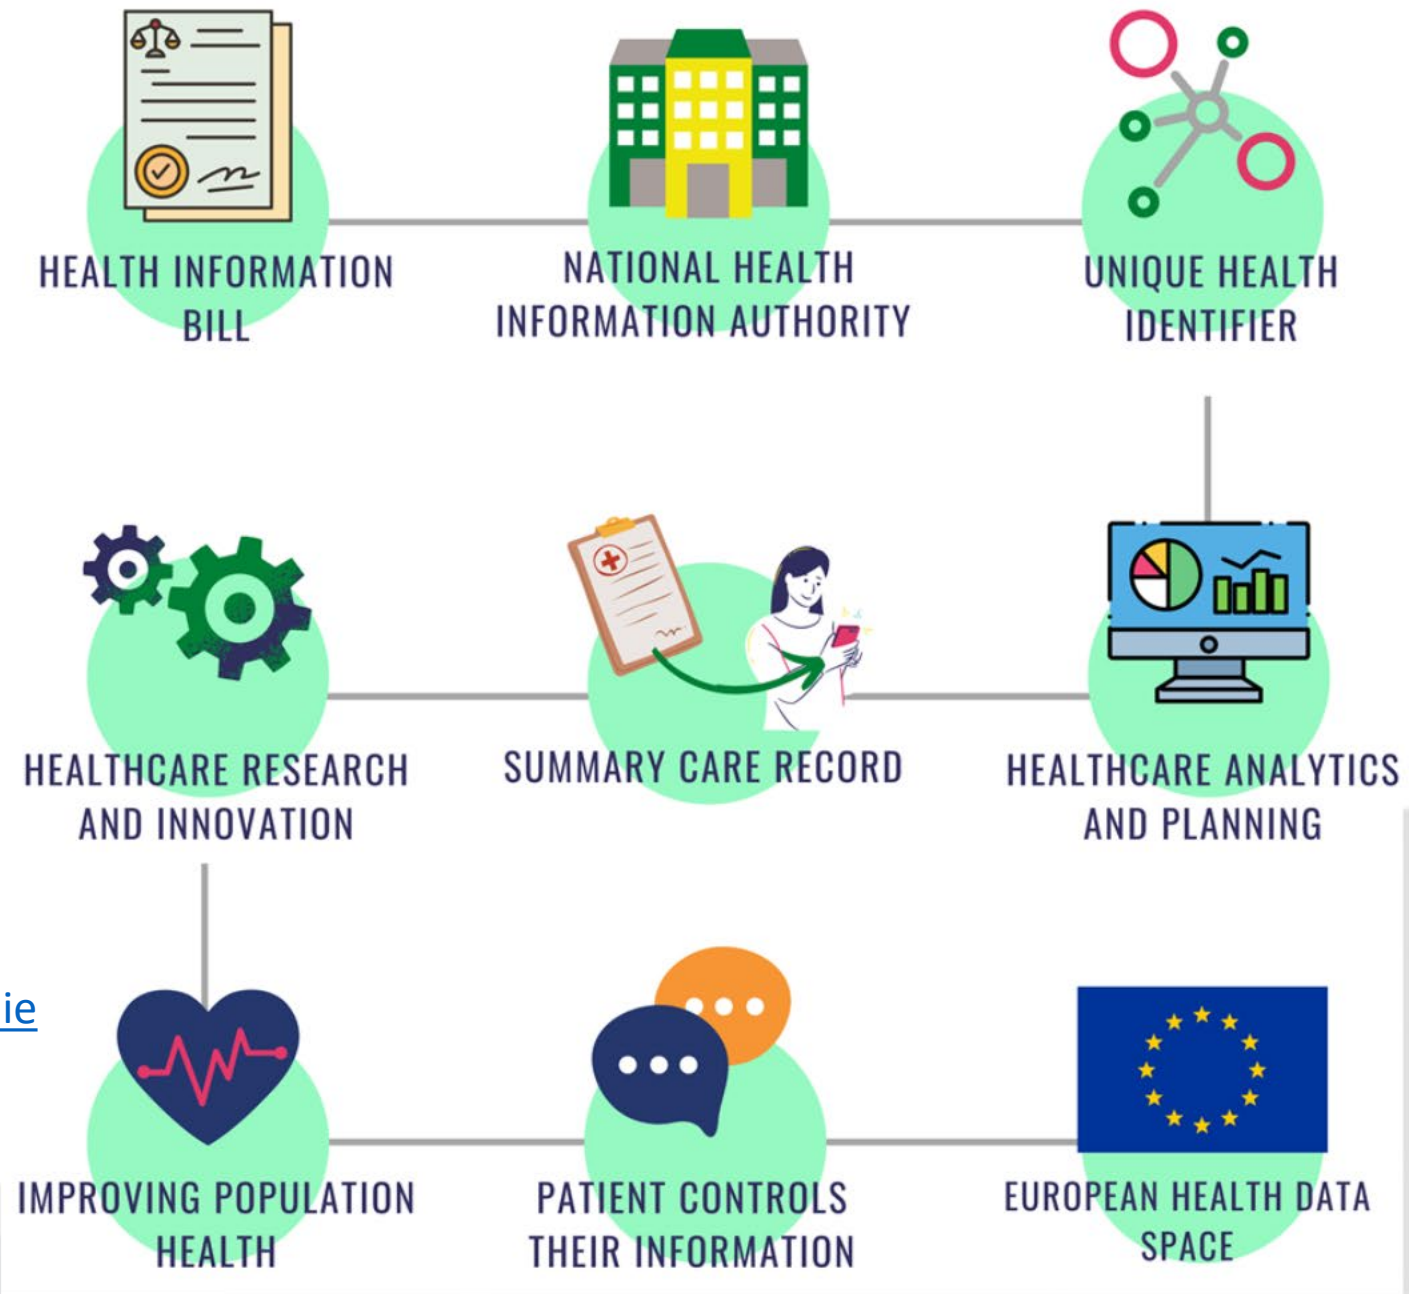 HEALTH INFORMATION
BILL
NATIONAL HEALTH
INFORMATION AUTHORITY
UNIQUE HEALTH
IDENTIFIER
HEALTHCARE RESEARCH
AND INNOVATION
SUMMARY CARE RECORD
HEALTHCARE ANALYTICS
AND PLANNING
ie
IMPROVING POPULATION
HEALTH
PATIENT CONTROLS
THEIR INFORMATION
EUROPEAN HEALTH DATA
SPACE